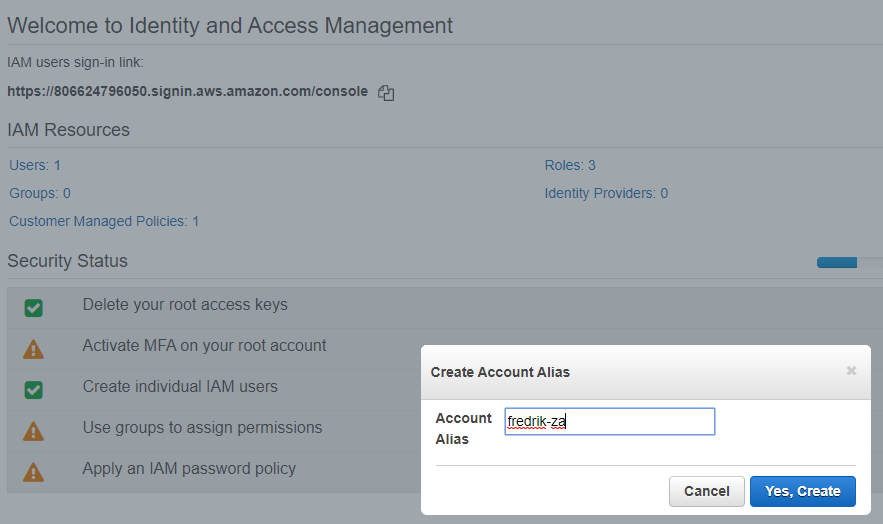 Welcome to Identity and Access Management
IAM users sign-in link:
https://806624796050.signin.aws.amazon.com/console
IAM Resources
Users: 1
Roles: 3
Groups: 0
Identity Providers: 0
Customer Managed Policies: 1
Security Status
Delete your root access keys
Activate MFA on your root account
Create individual IAM users
Use groups to assign permissions
Apply an IAM password policy
Create Account Alias
Account
Alias
fredrik-za
Cancel
Yes, Create